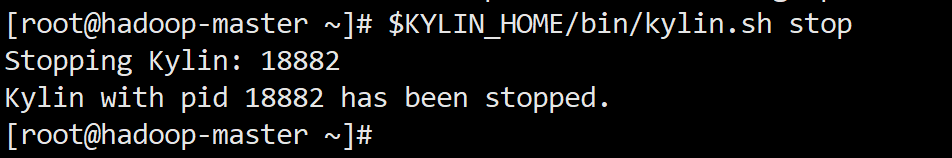 [root@hadoop-master ~]# $KYLIN_HOME/bin/kylin.sh stop
Stopping Kylin: 18882
Kylin with pid 18882 has been stopped.
[root@hadoop-master ~]#